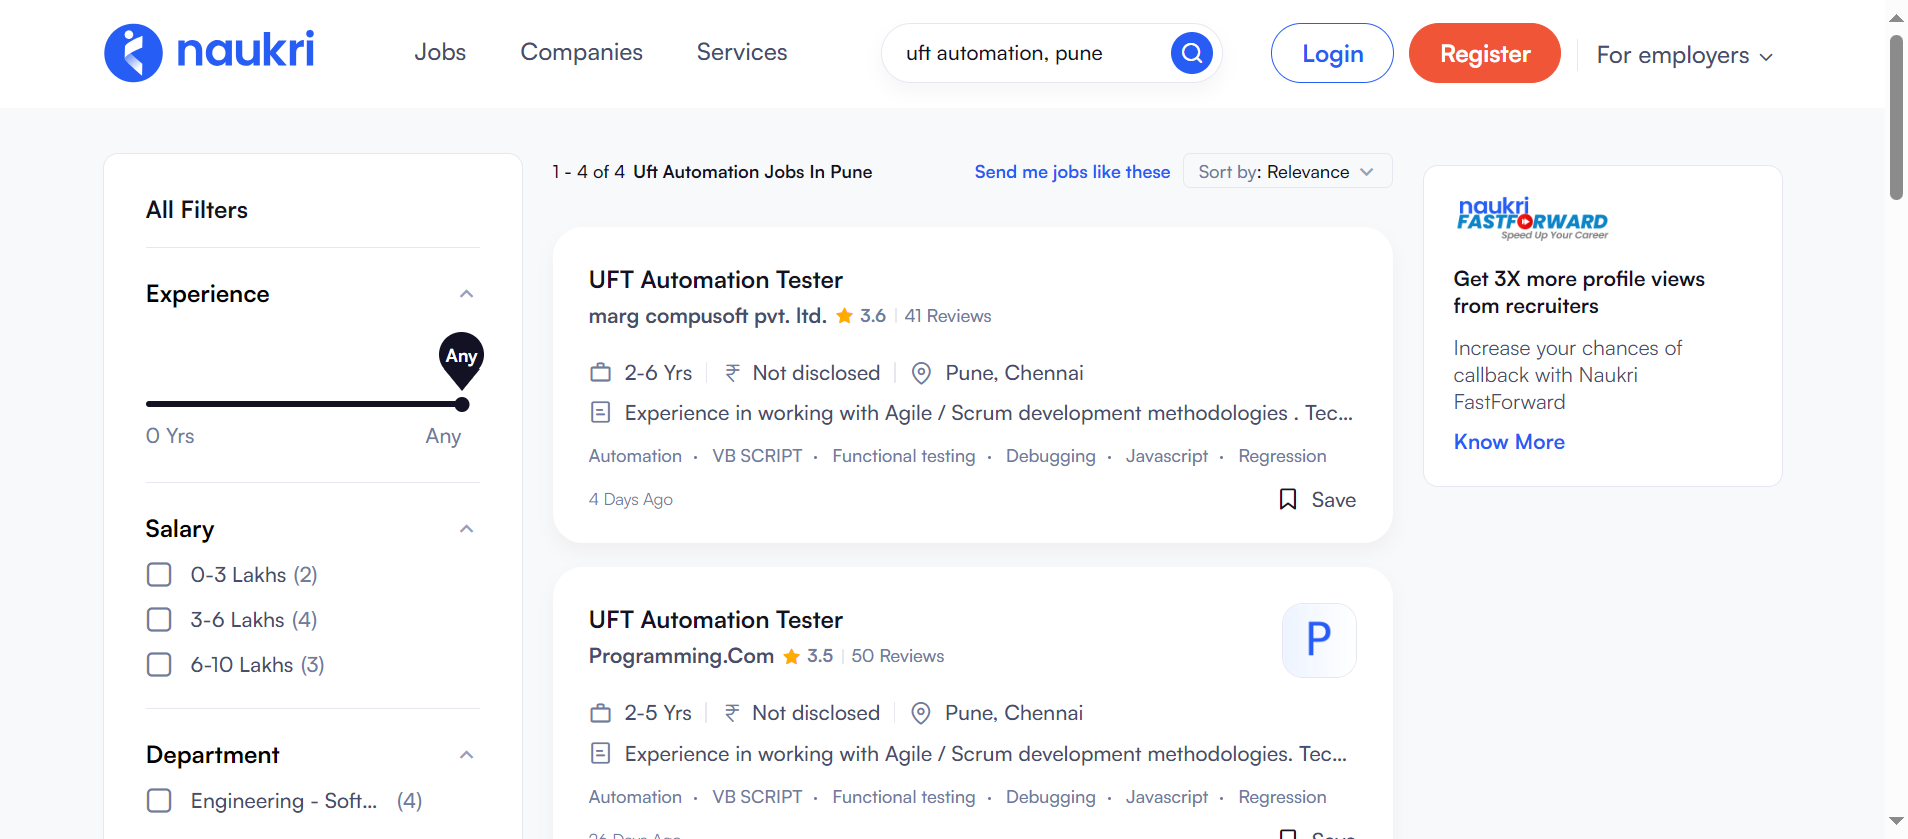 naukri
Jobs
Companies
Services
uft automation, pune
Login
Register
For employers
All Filters
Experience
Any
0 Yrs
Any
Salary
0-3 Lakhs (2)
3-6 Lakhs (4)
6-10 Lakhs (3)
Department
Engineering - Soft... (4)
1 - 4 of 4 Uft Automation Jobs In Pune
Send me jobs like these
Sort by: Relevance
UFT Automation Tester
marg compusoft pvt. ltd. 3.6 41 Reviews
2-6 Yrs ₹ Not disclosed Pune, Chennai
Experience in working with Agile / Scrum development methodologies . Tec...
Automation · VB SCRIPT · Functional testing · Debugging · Javascript · Regression
4 Days Ago
Save
UFT Automation Tester
P
Programming.Com 3.5 50 Reviews
2-5 Yrs ₹ Not disclosed Pune, Chennai
Experience in working with Agile / Scrum development methodologies. Tec...
Automation · VB SCRIPT · Functional testing · Debugging · Javascript · Regression
26 Days Ago
Save
naukri
FASTFORWARD
Speed Up Your Career
Get 3X more profile views
from recruiters
Increase your chances of
callback with Naukri
FastForward
Know More